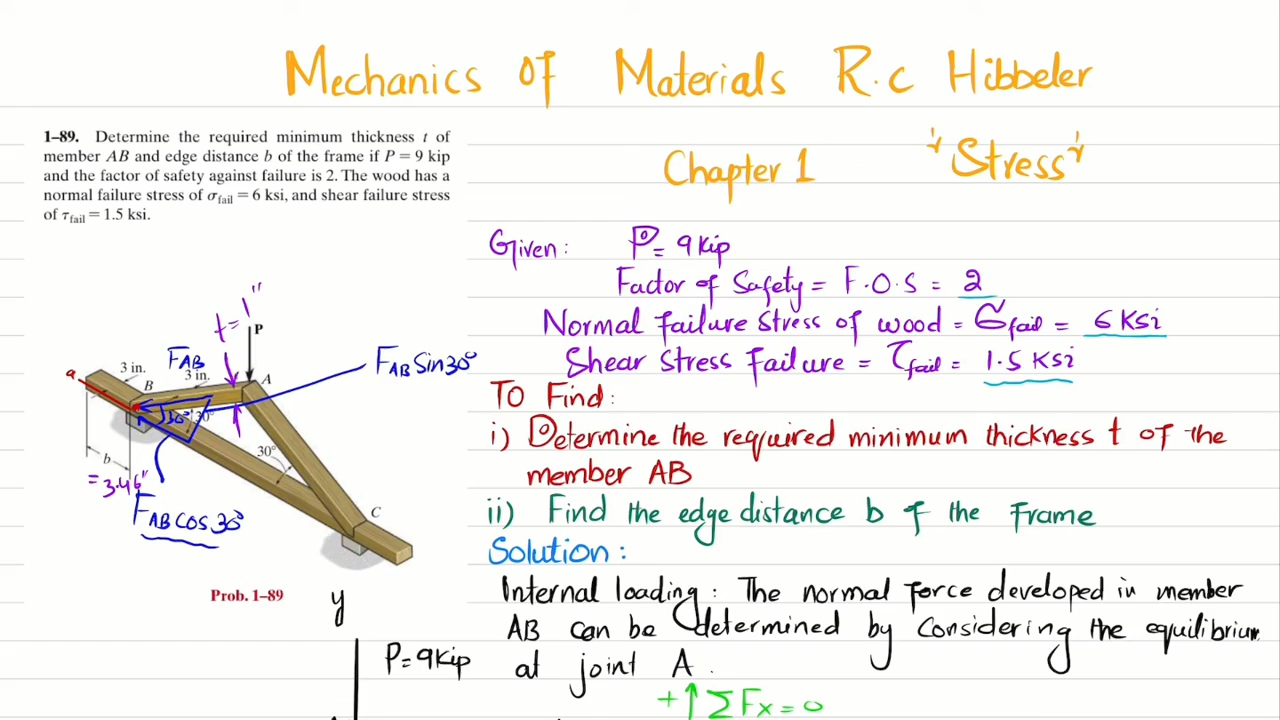 Mechanics of Materials R.c Hibbeler
1–89. Determine the required minimum thickness t of
member AB and edge distance b of the frame if P = 9 kip
and the factor of safety against failure is 2. The wood has a
normal failure stress of σfail = 6 ksi, and shear failure stress
of τfail = 1.5 ksi.
Chapter 1
"Stress"
Given: P = 9 kip
Factor of Safety = F.O.S = 2
Normal failure stress of wood = σfail = 6 Ksi
Shear stress Failure = τfail = 1.5 Ksi
TO Find:
i) Determine the required minimum thickness t of the
member AB
ii) Find the edge distance b of the Frame
Solution:
Internal loading: The normal force developed in member
AB can be determined by considering the equilibrium
at joint A.
+↑ ΣFx = 0
t = 1"
P
FAB
FAB Sin30°
3 in.
3 in.
a
B
A
30°
30°
30°
b
= 3.46"
FAB COS 30°
C
Prob. 1–89
y
P = 9Kip